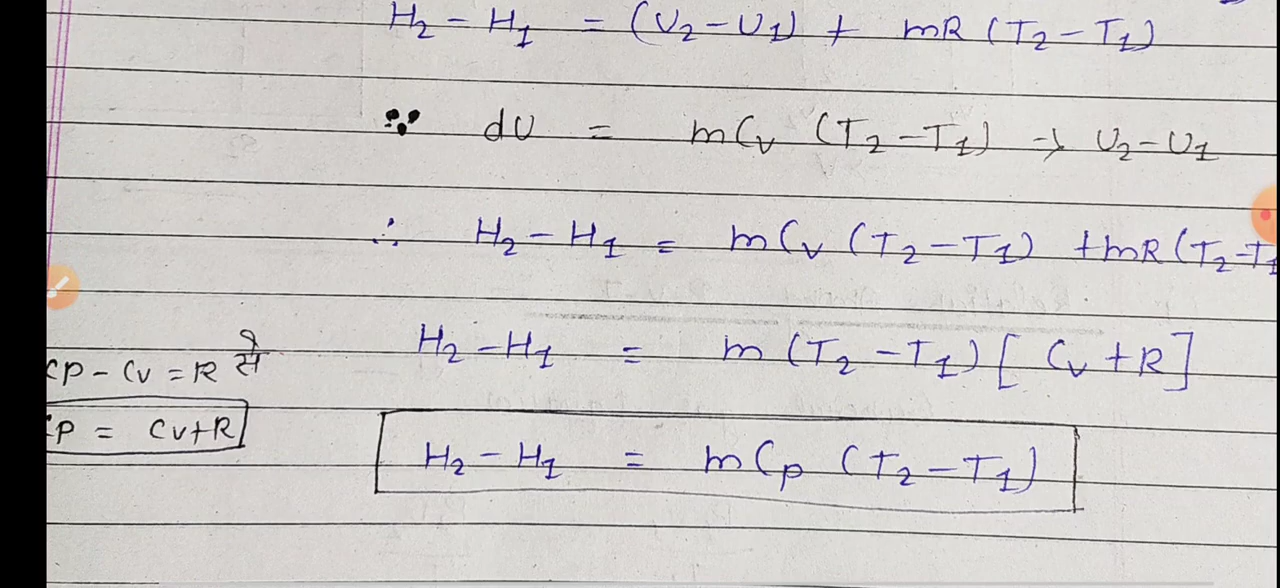 H₂ - H₁ = (U₂-U₁) + mR (T₂-T₁)
∵ dU = mCv (T₂-T₁) → U₂-U₁
∴ H₂-H₁ = mCv (T₂-T₁) +mR(T₂-T₁
H₂-H₁ = m (T₂-T₁) [ Cv +R]
CP - CV = R से
CP = CV+R
H₂-H₁ = mCp (T₂-T₁)